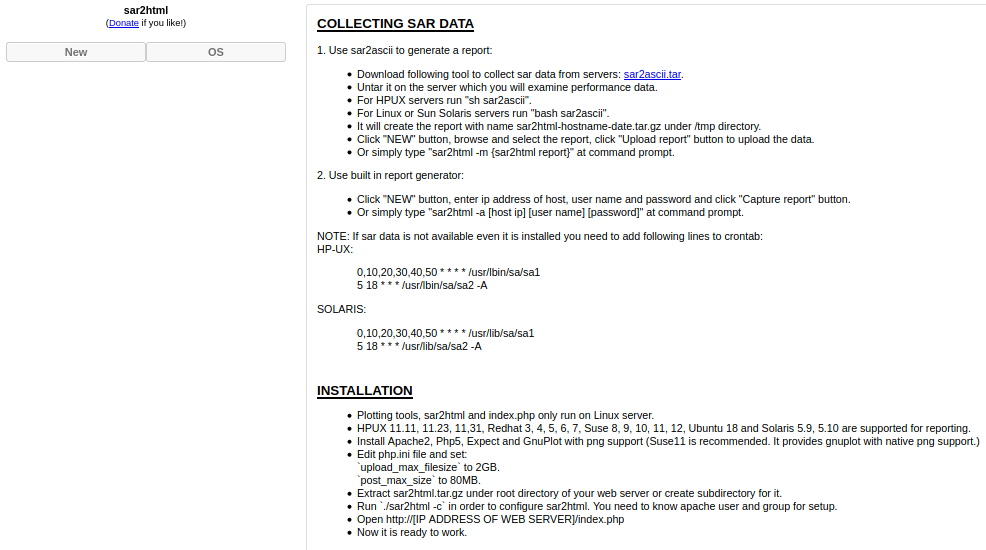 sar2html
(Donate if you like!)
New
OS
COLLECTING SAR DATA
1. Use sar2ascii to generate a report:
Download following tool to collect sar data from servers: sar2ascii.tar.
Untar it on the server which you will examine performance data.
For HPUX servers run "sh sar2ascii".
For Linux or Sun Solaris servers run "bash sar2ascii".
It will create the report with name sar2html-hostname-date.tar.gz under /tmp directory.
Click "NEW" button, browse and select the report, click "Upload report" button to upload the data.
Or simply type "sar2html -m {sar2html report}" at command prompt.
2. Use built in report generator:
Click "NEW" button, enter ip address of host, user name and password and click "Capture report" button.
Or simply type "sar2html -a [host ip] [user name] [password]" at command prompt.
NOTE: If sar data is not available even it is installed you need to add following lines to crontab:
HP-UX:
0,10,20,30,40,50 * * * * /usr/lbin/sa/sa1
5 18 * * * /usr/lbin/sa/sa2 -A
SOLARIS:
0,10,20,30,40,50 * * * * /usr/lib/sa/sa1
5 18 * * * /usr/lib/sa/sa2 -A
INSTALLATION
Plotting tools, sar2html and index.php only run on Linux server.
HPUX 11.11, 11.23, 11,31, Redhat 3, 4, 5, 6, 7, Suse 8, 9, 10, 11, 12, Ubuntu 18 and Solaris 5.9, 5.10 are supported for reporting.
Install Apache2, Php5, Expect and GnuPlot with png support (Suse11 is recommended. It provides gnuplot with native png support.)
Edit php.ini file and set:
`upload_max_filesize` to 2GB.
`post_max_size` to 80MB.
Extract sar2html.tar.gz under root directory of your web server or create subdirectory for it.
Run `./sar2html -c` in order to configure sar2html. You need to know apache user and group for setup.
Open http://[IP ADDRESS OF WEB SERVER]/index.php
Now it is ready to work.